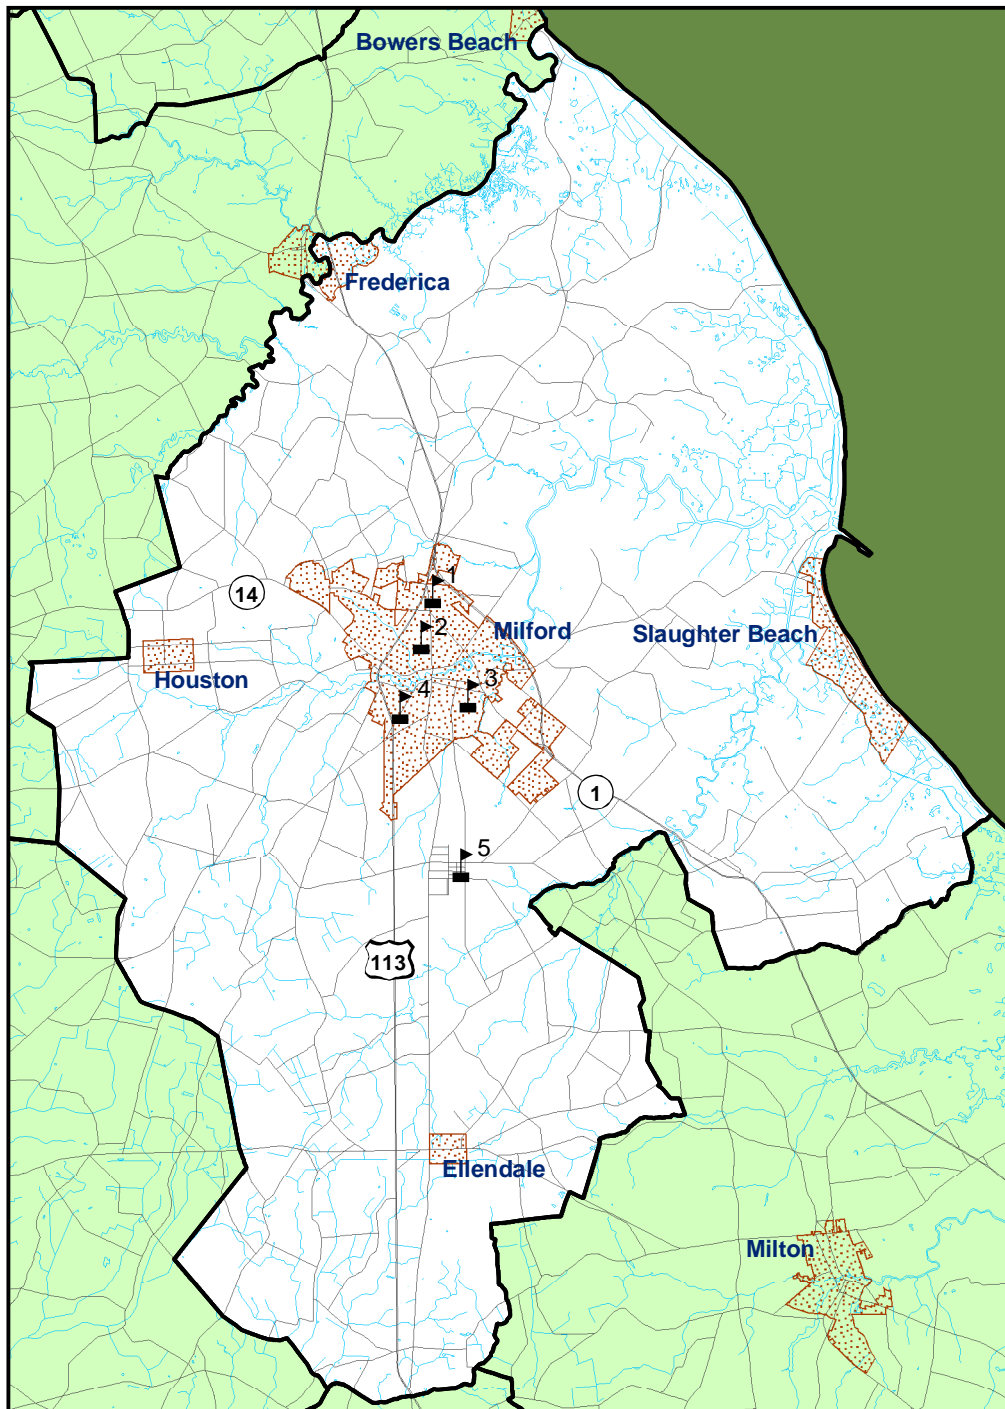 Bowers Beach
Frederica
1
14
2
Milford
Slaughter Beach
Houston
3
4
1
5
113
Ellendale
Milton